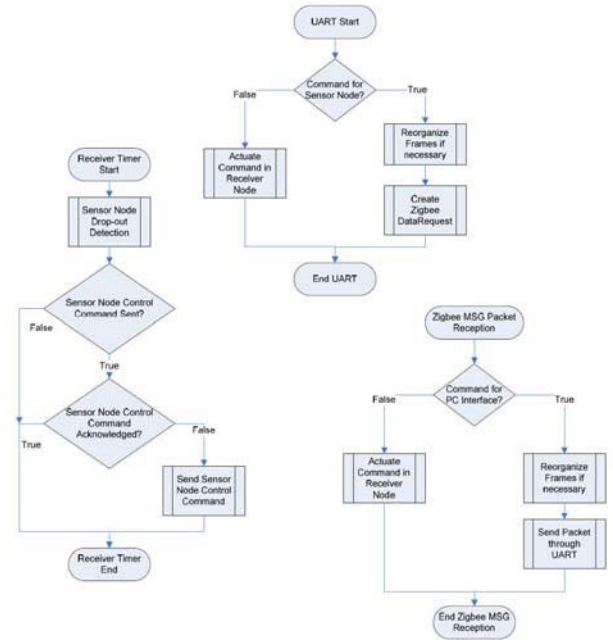 UART Start
Command for
Sensor Node?
False
True
Actuate
Command in
Receiver
Node
Reorganize
Frames if
necessary
Create
Zigbee
DataRequest
End UART
Receiver Timer
Start
Sensor Node
Drop-out
Detection
Sensor Node Control
Command Sent?
False
True
Sensor Node Control
Command
Acknowledged?
True
False
Send Sensor
Node Control
Command
Receiver Timer
End
Zigbee MSG Packet
Reception
Command for
PC Interface?
False
True
Actuate
Command in
Receiver
Node
Reorganize
Frames if
necessary
Send Packet
through
UART
End Zigbee MSG
Reception